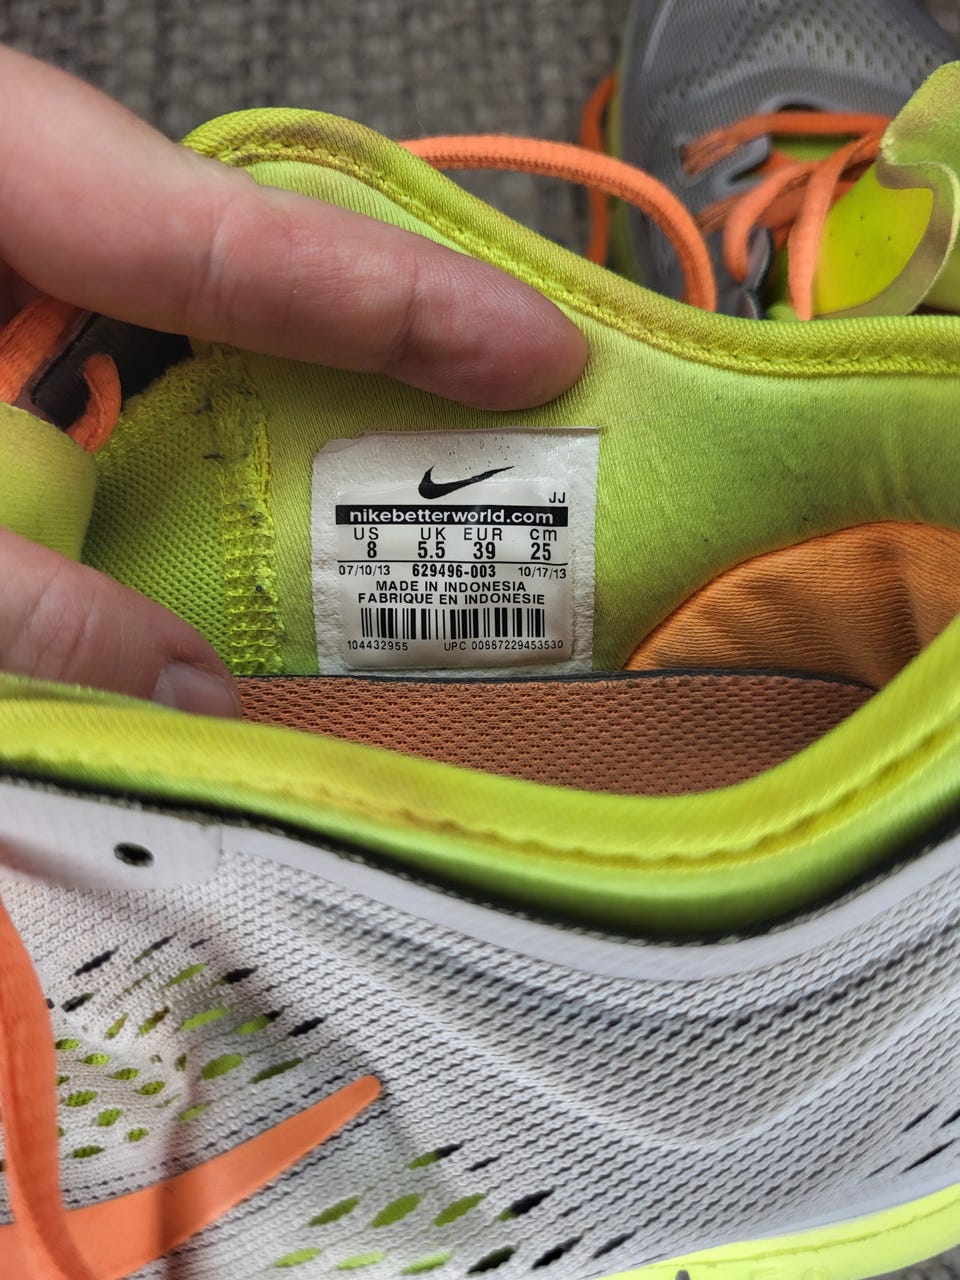 JJ
nikebetterworld.com
US UK EUR cm
8 5.5 39 25
07/10/13 629496-003 10/17/13
MADE IN INDONESIA
FABRIQUE EN INDONESIE
104432955 UPC 00887229453530